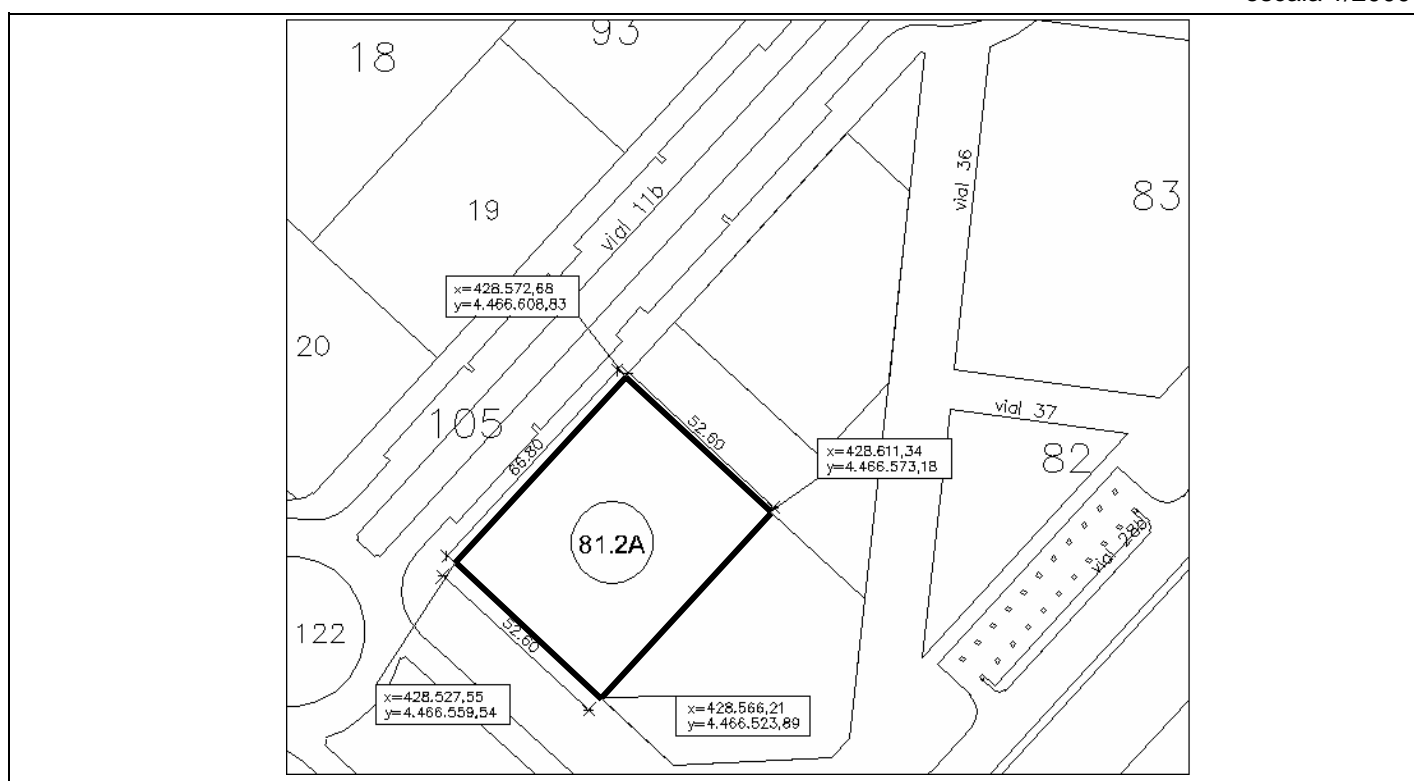 93
18
vial 36
83
19
vial 11b
x=428.572,68
y=4.466.608,83
20
vial 37
105
52.60
66.80
x=428.611,34
y=4.466.573,18
82
81.2A
vial 28b
122
52.60
x=428.527,55
y=4.466.559,54
x=428.566,21
y=4.466.523,89